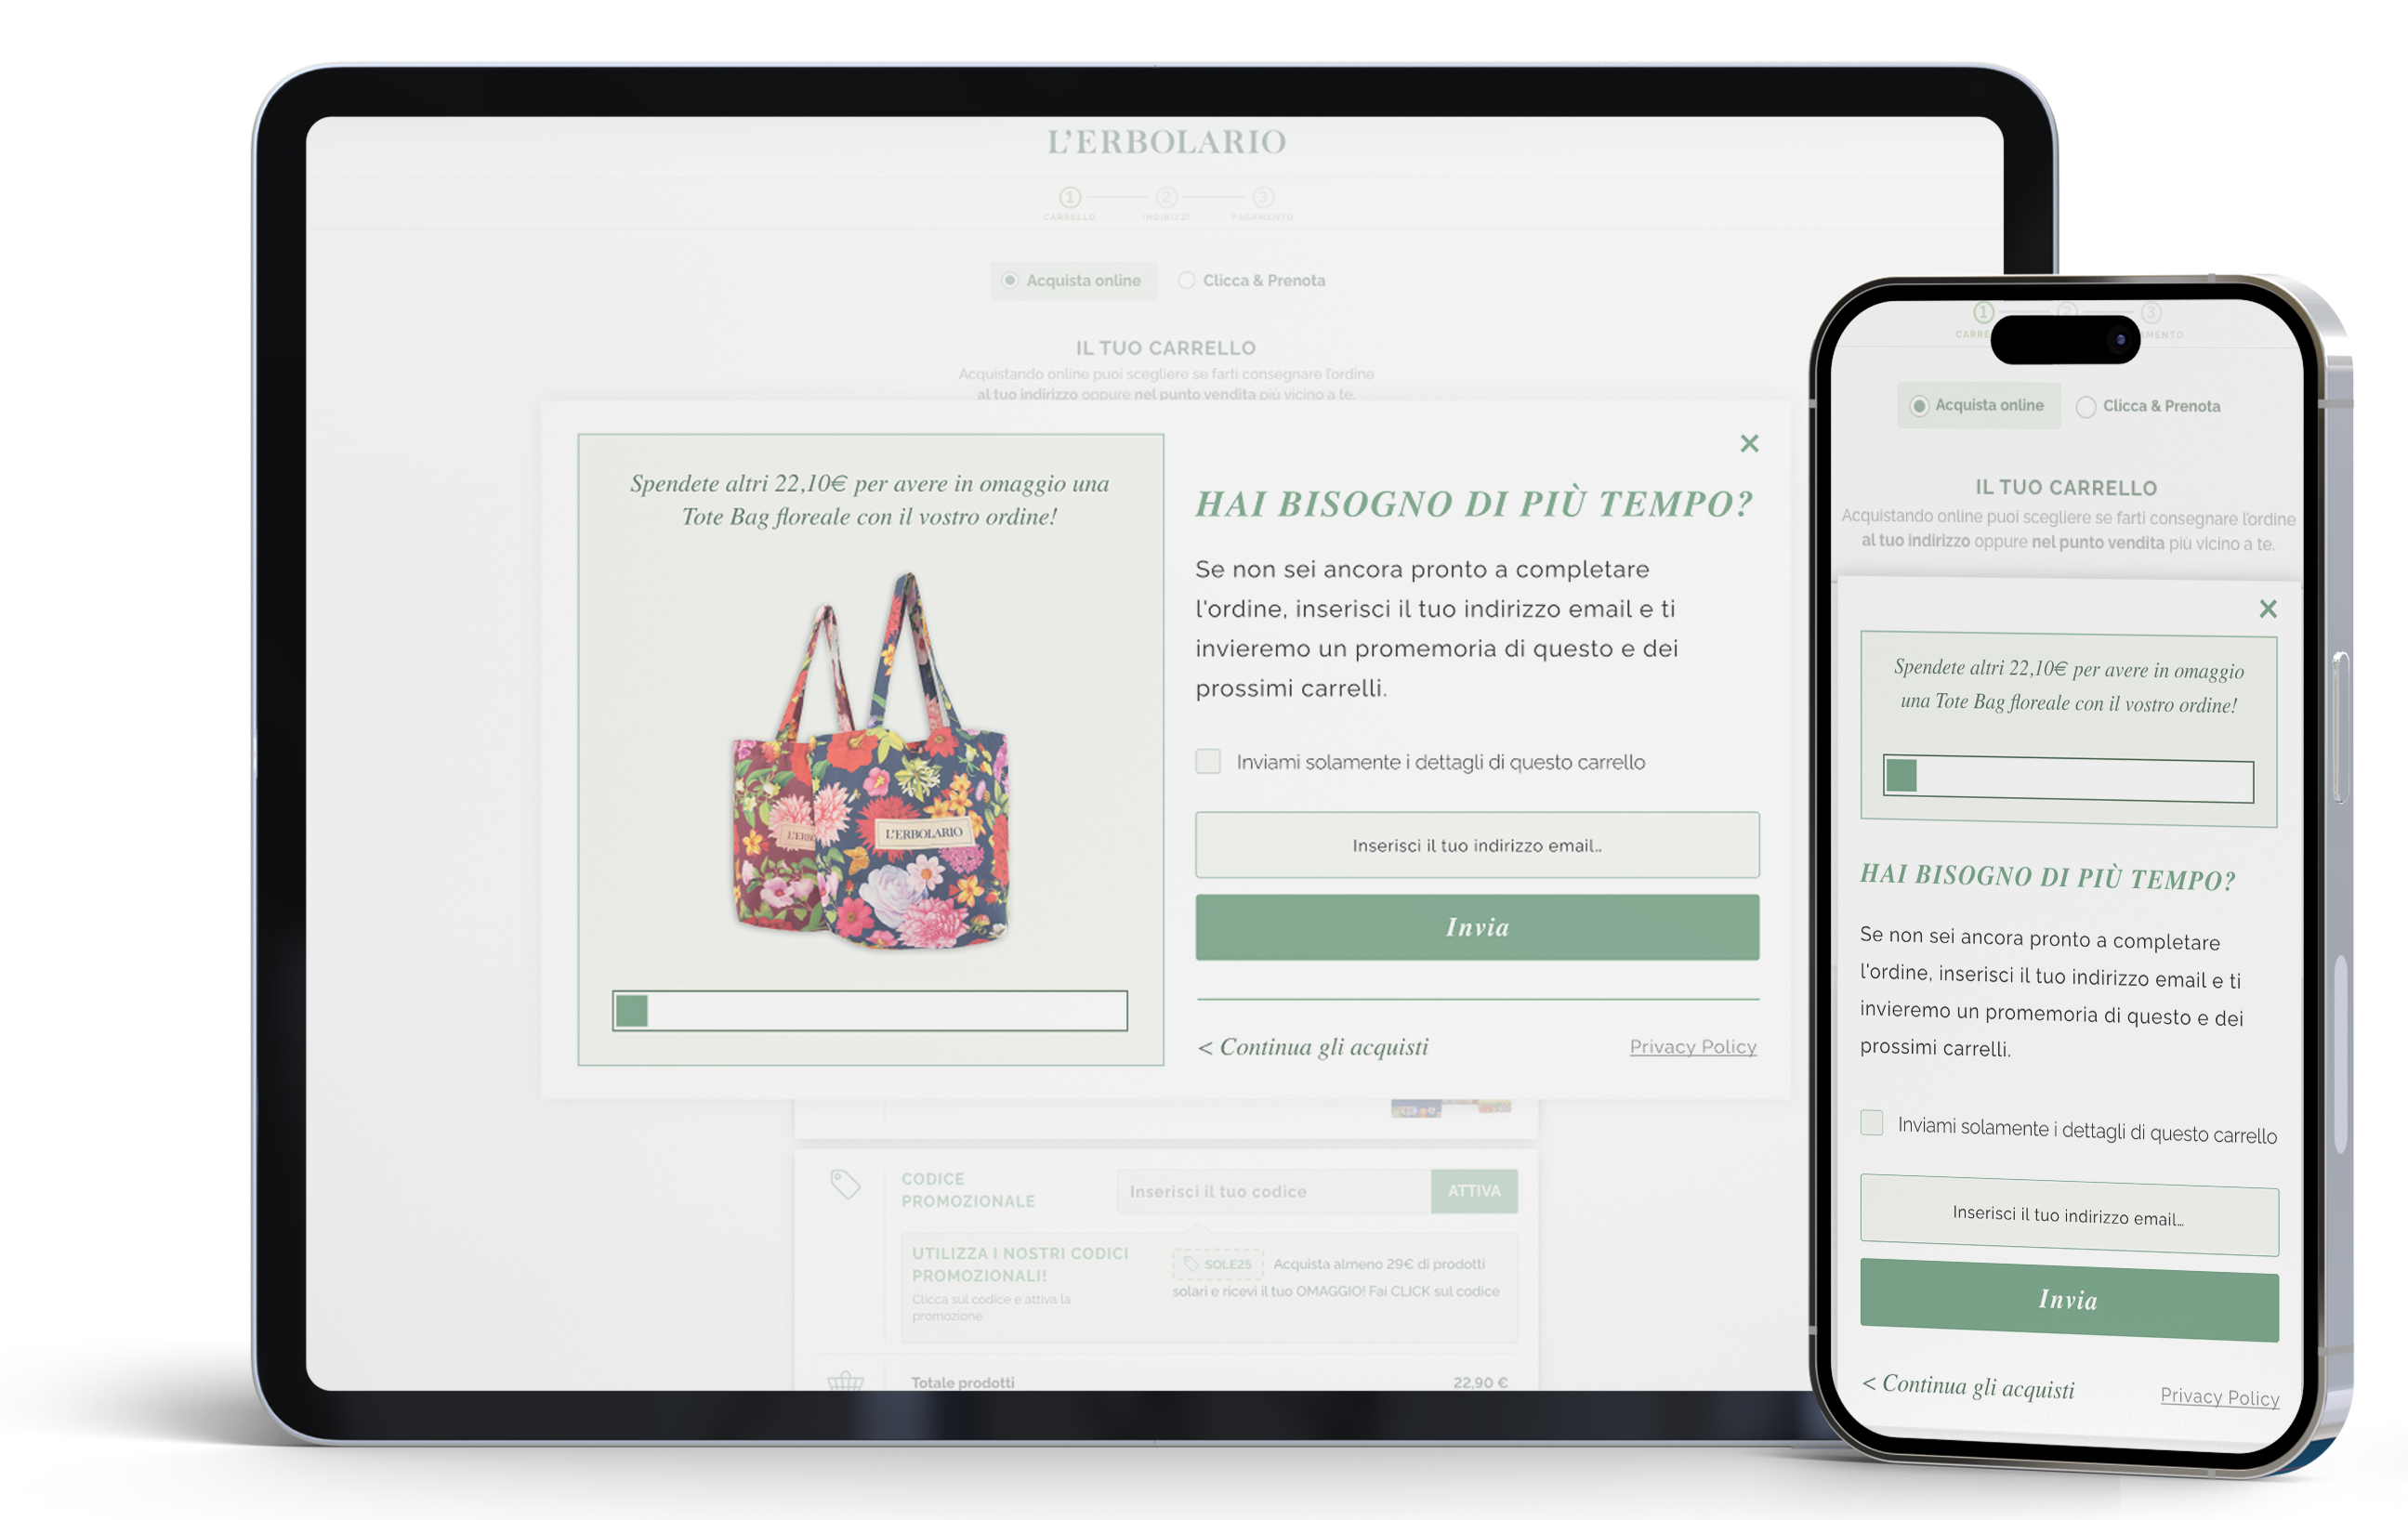 L'ERBOLARIO
1 2 3
CARRELLO INDIRIZZI PAGAMENTO
Acquista online Clicca & Prenota
IL TUO CARRELLO
Acquistando online puoi scegliere se farti consegnare l'ordine
al tuo indirizzo oppure nel punto vendita più vicino a te.
Spendete altri 22,10€ per avere in omaggio una
Tote Bag floreale con il vostro ordine!
L'ERBO
L'ERBOLARIO
×
HAI BISOGNO DI PIÙ TEMPO?
Se non sei ancora pronto a completare
l'ordine, inserisci il tuo indirizzo email e ti
invieremo un promemoria di questo e dei
prossimi carrelli.
Inviami solamente i dettagli di questo carrello
Inserisci il tuo indirizzo email...
Invia
< Continua gli acquisti
Privacy Policy
CODICE
PROMOZIONALE
Inserisci il tuo codice
ATTIVA
UTILIZZA I NOSTRI CODICI
PROMOZIONALI!
Clicca sul codice e attiva la
promozione.
SOLE25 Acquista almeno 29€ di prodotti
solari e ricevi il tuo OMAGGIO! Fai CLICK sul codice
Totale prodotti 22,90 €
1 2 3
CARRE AMENTO
Acquista online Clicca & Prenota
IL TUO CARRELLO
Acquistando online puoi scegliere se farti consegnare l'ordine
al tuo indirizzo oppure nel punto vendita più vicino a te.
×
Spendete altri 22,10€ per avere in omaggio
una Tote Bag floreale con il vostro ordine!
HAI BISOGNO DI PIÙ TEMPO?
Se non sei ancora pronto a completare
l'ordine, inserisci il tuo indirizzo email e ti
invieremo un promemoria di questo e dei
prossimi carrelli.
Inviami solamente i dettagli di questo carrello
Inserisci il tuo indirizzo email...
Invia
< Continua gli acquisti
Privacy Policy